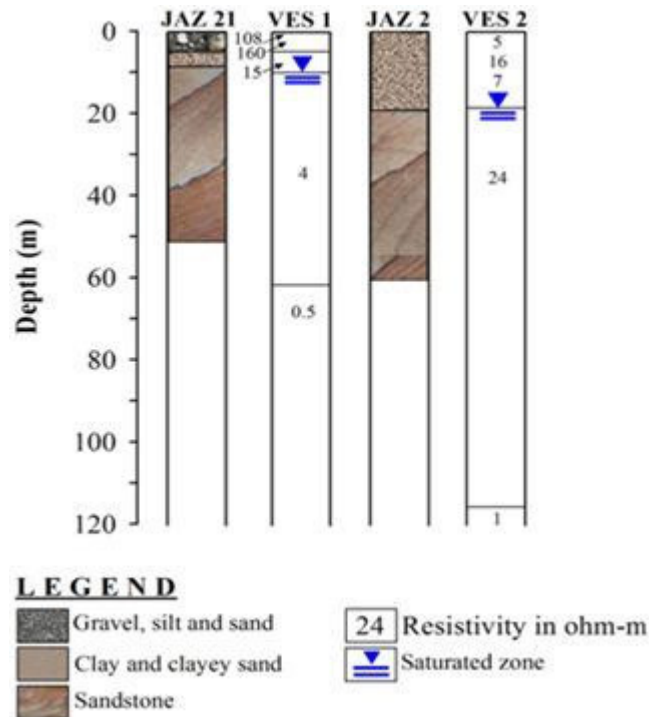 JAZ 21 VES 1 JAZ 2 VES 2
0
20
40
60
80
100
120
Depth (m)
108
160
15
4
0.5
5
16
7
24
1
LEGEND
Gravel, silt and sand
Clay and clayey sand
Sandstone
24 Resistivity in ohm-m
Saturated zone